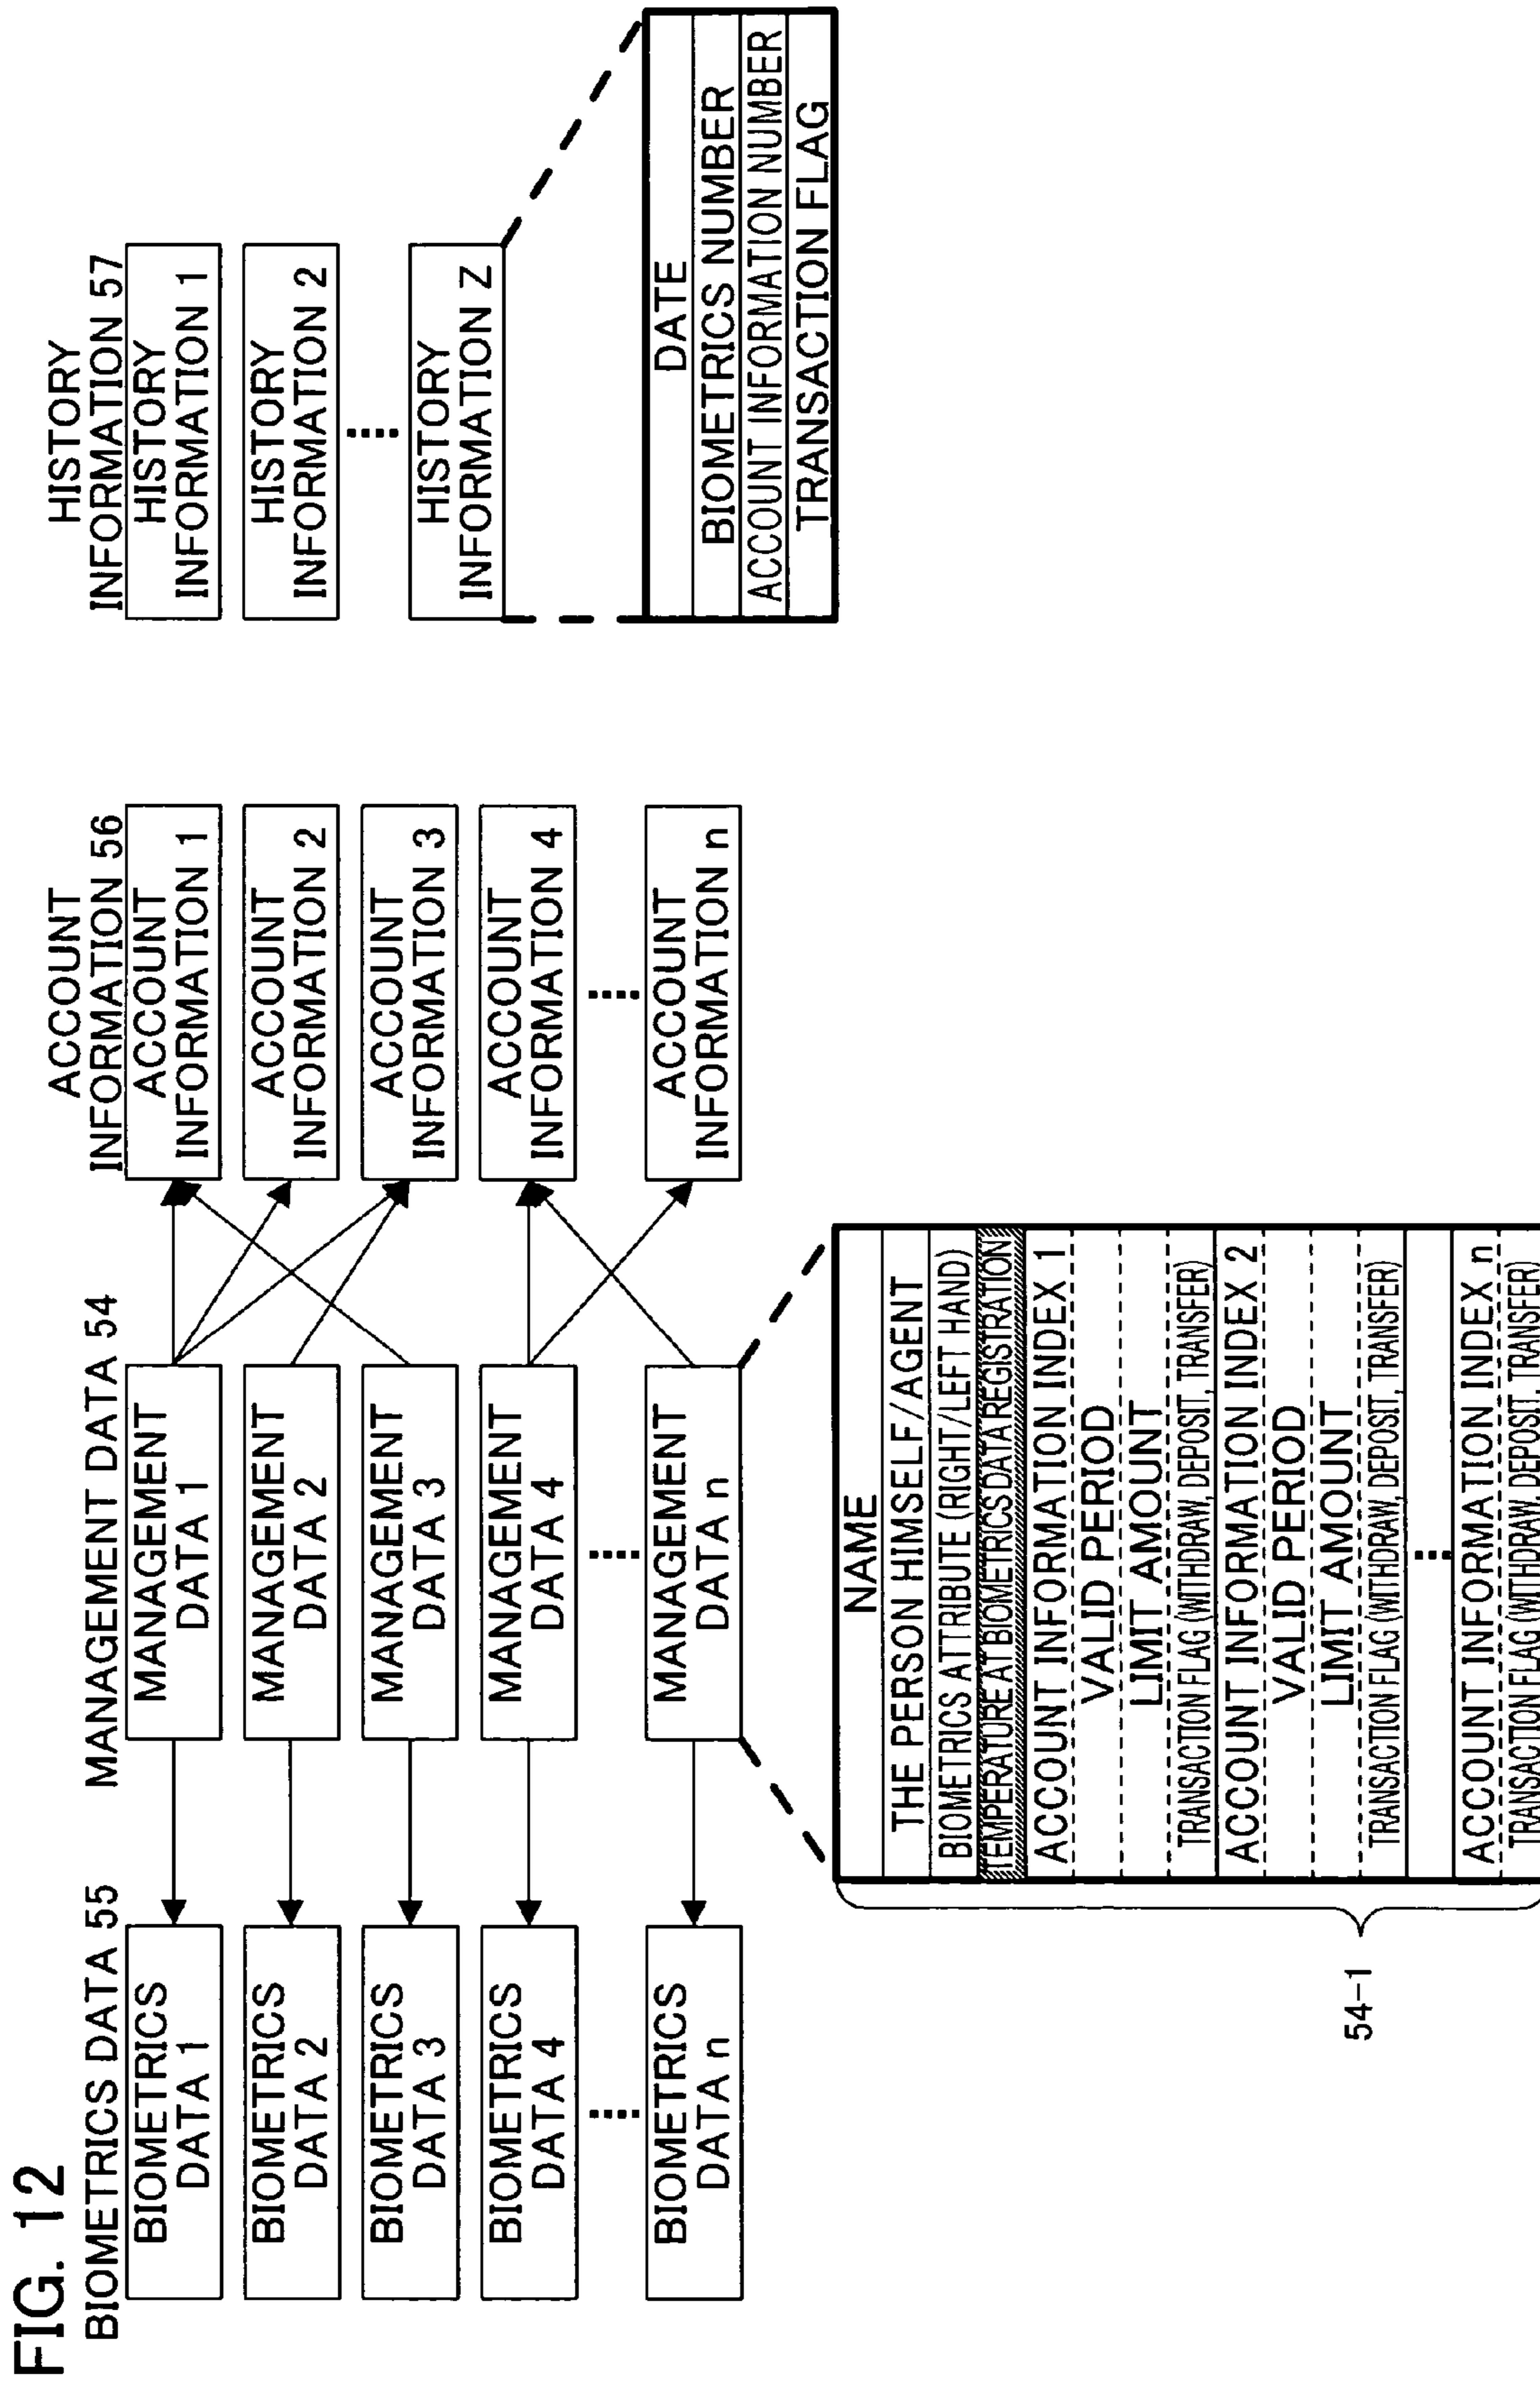 FIG. 12
BIOMETRICS DATA 55
BIOMETRICS
DATA 1
BIOMETRICS
DATA 2
BIOMETRICS
DATA 3
BIOMETRICS
DATA 4
BIOMETRICS
DATA n
MANAGEMENT DATA 54
MANAGEMENT
DATA 1
MANAGEMENT
DATA 2
MANAGEMENT
DATA 3
MANAGEMENT
DATA 4
MANAGEMENT
DATA n
ACCOUNT
INFORMATION 56
ACCOUNT
INFORMATION 1
ACCOUNT
INFORMATION 2
ACCOUNT
INFORMATION 3
ACCOUNT
INFORMATION 4
ACCOUNT
INFORMATION n
HISTORY
INFORMATION 57
HISTORY
INFORMATION 1
HISTORY
INFORMATION 2
HISTORY
INFORMATION Z
DATE
BIOMETRICS NUMBER
ACCOUNT INFORMATION NUMBER
TRANSACTION FLAG
54-1
NAME
THE PERSON HIMSELF/AGENT
BIOMETRICS ATTRIBUTE (RIGHT/LEFT HAND)
TEMPERATURE AT BIOMETRICS DATA REGISTRATION
ACCOUNT INFORMATION INDEX 1
VALID PERIOD
LIMIT AMOUNT
TRANSACTION FLAG (WITHDRAW, DEPOSIT, TRANSFER)
ACCOUNT INFORMATION INDEX 2
VALID PERIOD
LIMIT AMOUNT
TRANSACTION FLAG (WITHDRAW, DEPOSIT, TRANSFER)
ACCOUNT INFORMATION INDEX n
TRANSACTION FLAG (WITHDRAW, DEPOSIT, TRANSFER)